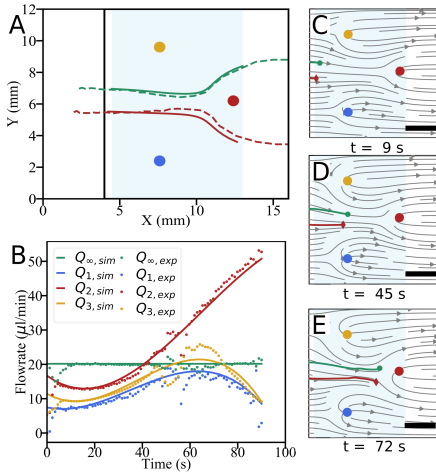 A
12
10
8
6
4
2
0
Y (mm)
0
5
10
15
X (mm)
B
Q∞,sim
Q1,sim
Q2,sim
Q3,sim
Q∞,exp
Q1,exp
Q2,exp
Q3,exp
50
40
30
20
10
0
Flowrate (μl/min)
0
20
40
60
80
100
Time (s)
C
t = 9 s
D
t = 45 s
E
t = 72 s